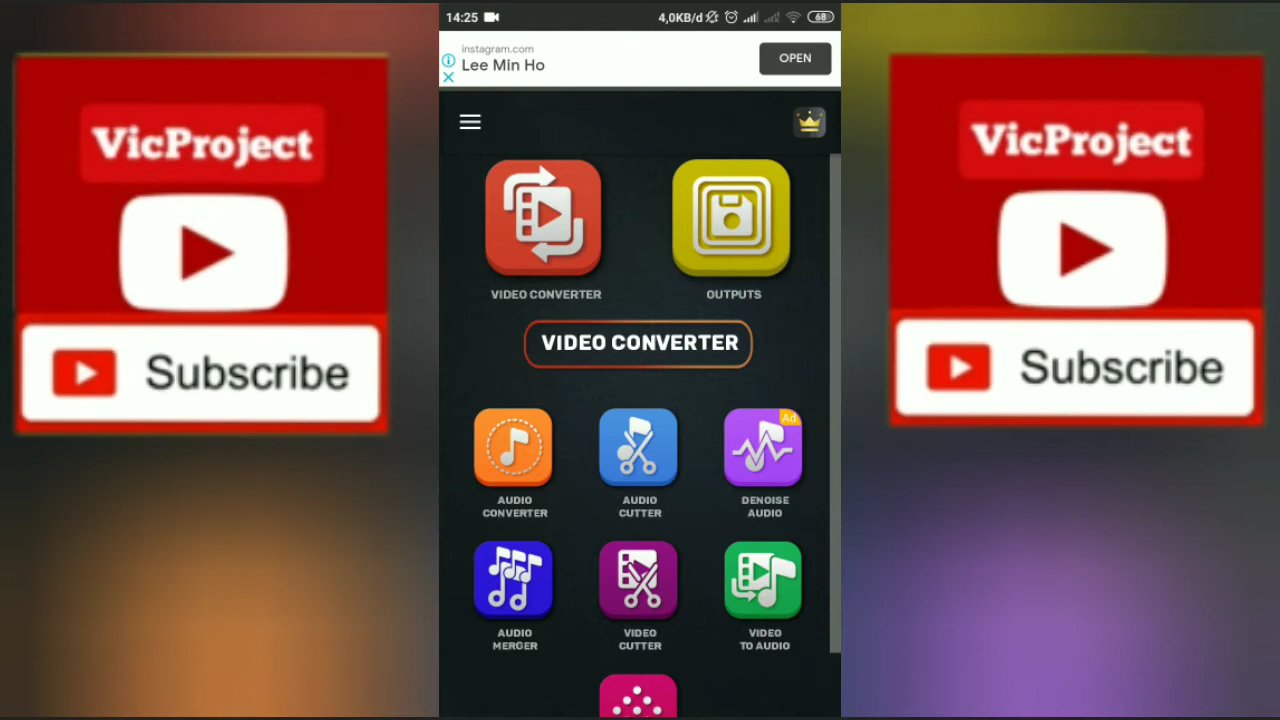 VicProject
Subscribe
14:25
4,0KB/d
68
instagram.com
Lee Min Ho
OPEN
VIDEO CONVERTER
OUTPUTS
VIDEO CONVERTER
Ad
AUDIO
CONVERTER
AUDIO
CUTTER
DENOISE
AUDIO
AUDIO
MERGER
VIDEO
CUTTER
VIDEO
TO AUDIO
VicProject
Subscribe